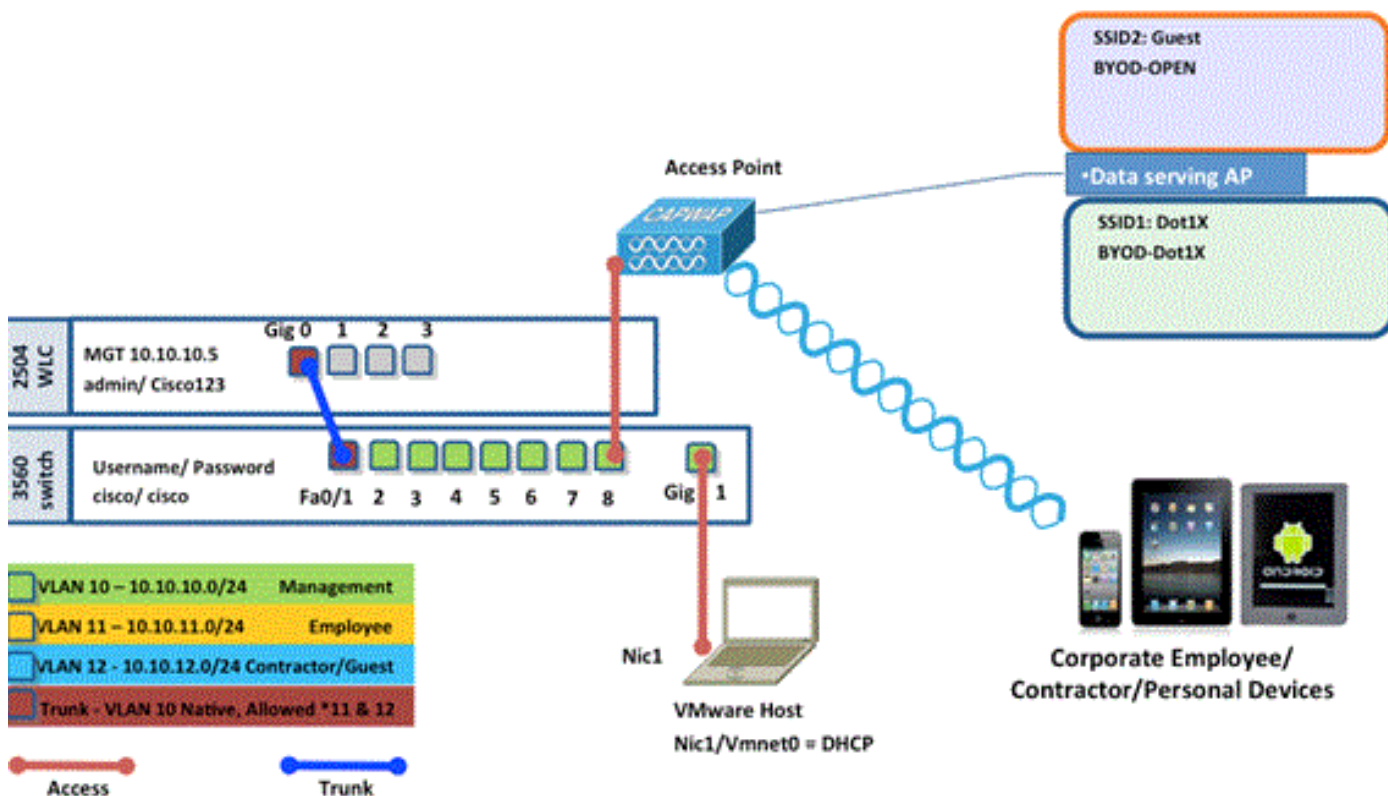 SSID2: Guest
BYOD-OPEN
•Data serving AP
SSID1: Dot1X
BYOD-Dot1X
Access Point
CAPWAP
2504
WLC
MGT 10.10.10.5
admin/ Cisco123
Gig 0 1 2 3
3560
switch
Username/ Password
cisco/ cisco
Fa0/1 2 3 4 5 6 7 8
Gig 1
VLAN 10 – 10.10.10.0/24 Management
VLAN 11 – 10.10.11.0/24 Employee
VLAN 12 - 10.10.12.0/24 Contractor/Guest
Trunk - VLAN 10 Native, Allowed *11 & 12
Access
Trunk
Nic1
VMware Host
Nic1/Vmnet0 = DHCP
ANDROID
Corporate Employee/
Contractor/Personal Devices